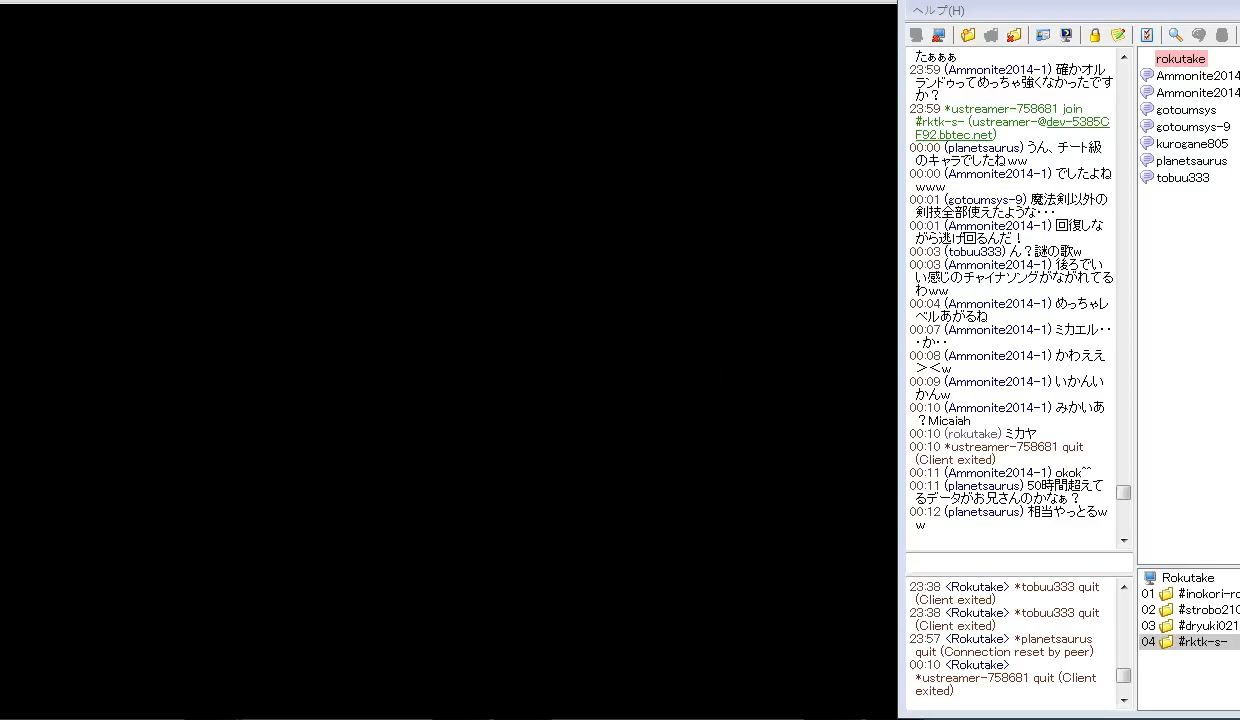 ヘルプ(H)
たぁぁぁ
23:59 (Ammonite2014-1) 確かオル
ランドゥってめっちゃ強くなかったです
か？
23:59 *ustreamer-758681 join
#rktk-s- (ustreamer-@dev-5385C
F92.bbtec.net)
00:00 (planetsaurus) うん、チート級
のキャラでしたねww
00:00 (Ammonite2014-1) でしたよね
www
00:01 (gotoumsys-9) 魔法剣以外の
剣技全部使えたような・・・
00:01 (Ammonite2014-1) 回復しな
がら逃げ回るんだ！
00:03 (tobuu333) ん？謎の歌w
00:03 (Ammonite2014-1) 後ろでい
い感じのチャイナソングがながれてる
わww
00:04 (Ammonite2014-1) めっちゃレ
ベルあがるね
00:07 (Ammonite2014-1) ミカエル・・
・か・・
00:08 (Ammonite2014-1) かわええ
＞＜w
00:09 (Ammonite2014-1) いかんい
かんw
00:10 (Ammonite2014-1) みかいあ
？Micaiah
00:10 (rokutake) ミカヤ
00:10 *ustreamer-758681 quit
(Client exited)
00:11 (Ammonite2014-1) okok^^
00:11 (planetsaurus) 50時間超えて
るデータがお兄さんのかなぁ？
00:12 (planetsaurus) 相当やっとるw
w
23:38 <Rokutake> *tobuu333 quit
(Client exited)
23:38 <Rokutake> *tobuu333 quit
(Client exited)
23:57 <Rokutake> *planetsaurus
quit (Connection reset by peer)
00:10 <Rokutake>
*ustreamer-758681 quit (Client
exited)
rokutake
Ammonite2014
Ammonite2014
gotoumsys
gotoumsys-9
kurogane805
planetsaurus
tobuu333
Rokutake
01 #inokori-ro
02 #strobo210
03 #dryuki021
04 #rktk-s-